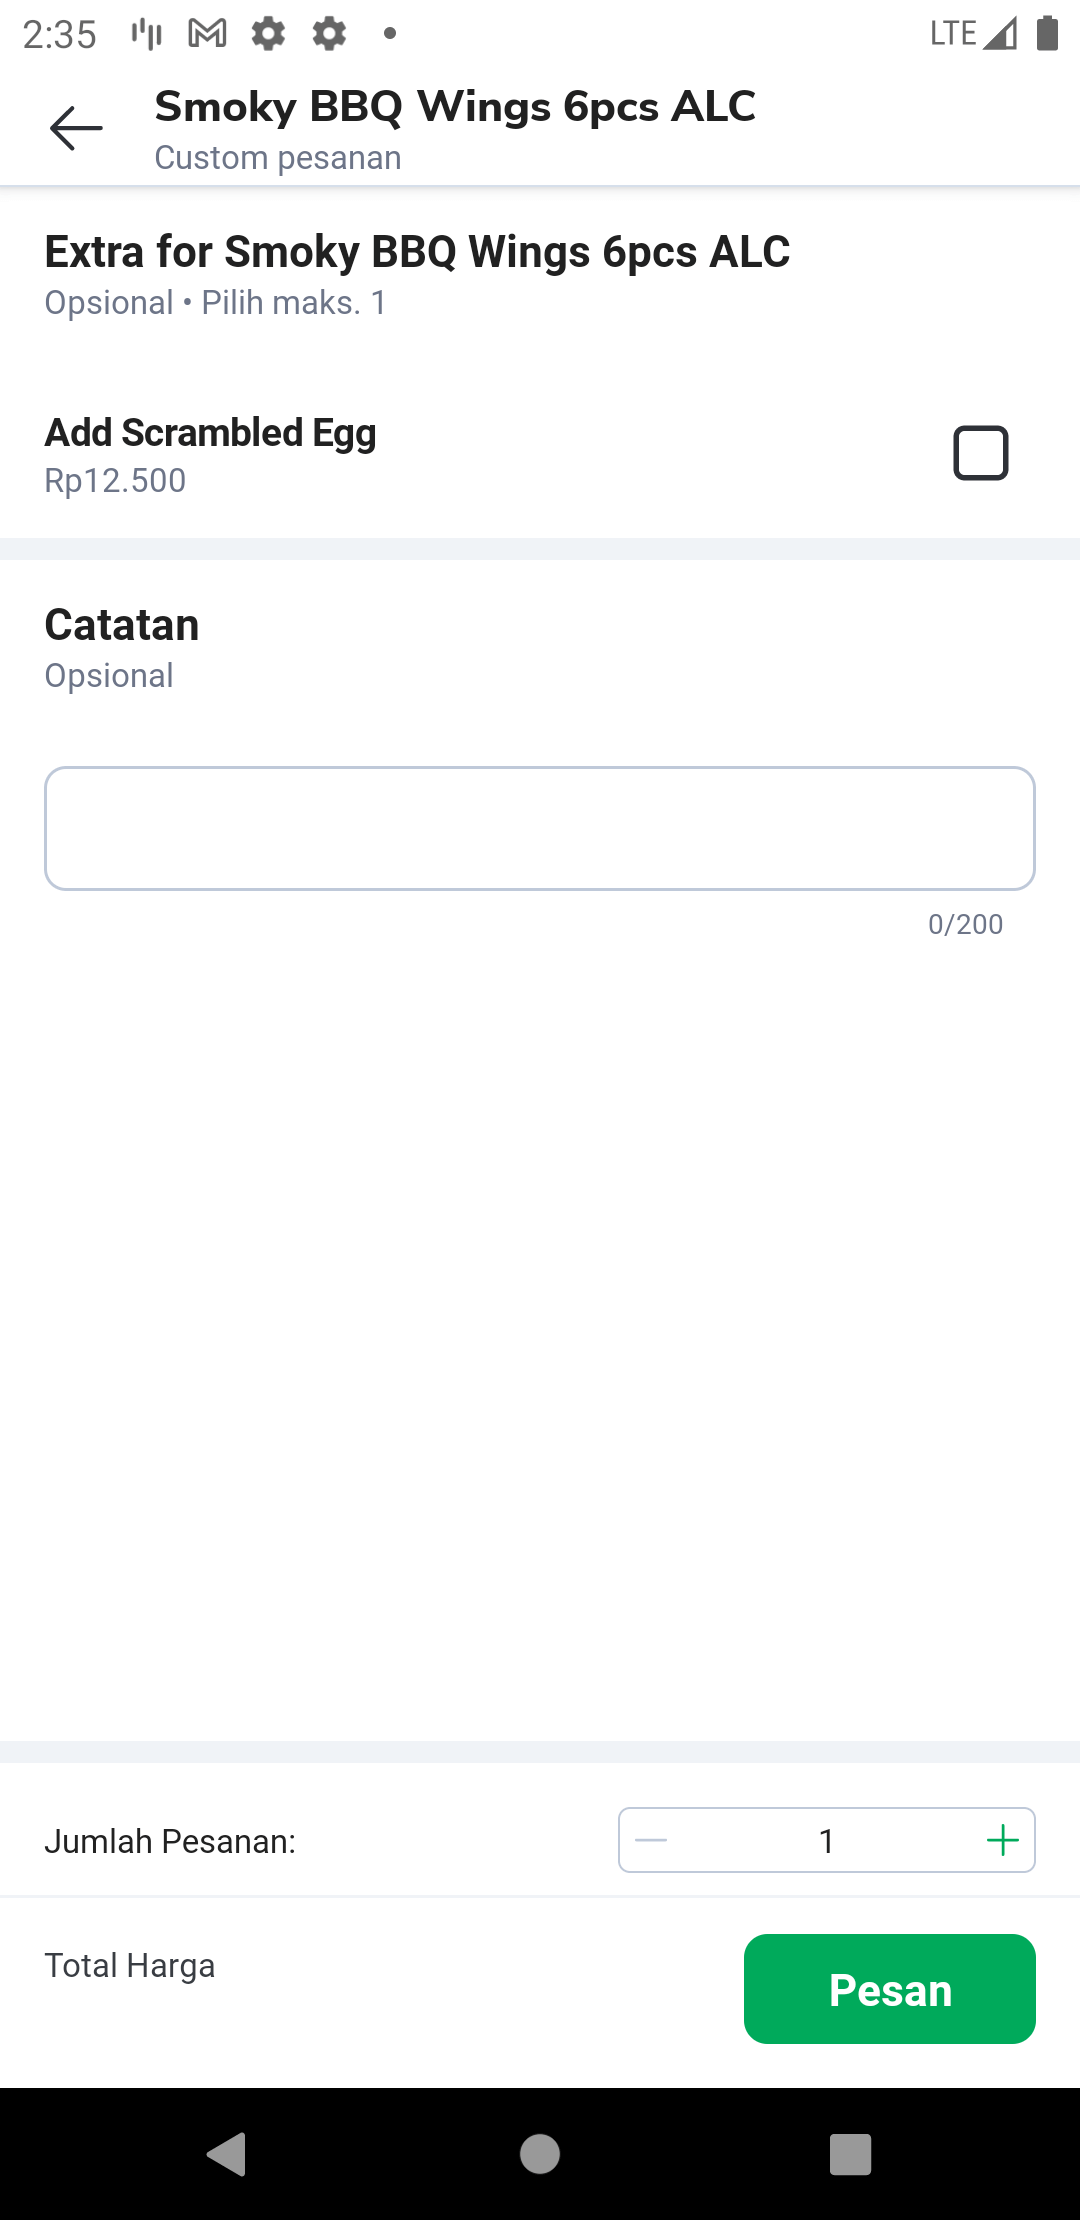 2:35
LTE
Smoky BBQ Wings 6pcs ALC
Custom pesanan
Extra for Smoky BBQ Wings 6pcs ALC
Opsional • Pilih maks. 1
Add Scrambled Egg
Rp12.500
Catatan
Opsional
0/200
Jumlah Pesanan:
1
Total Harga
Pesan